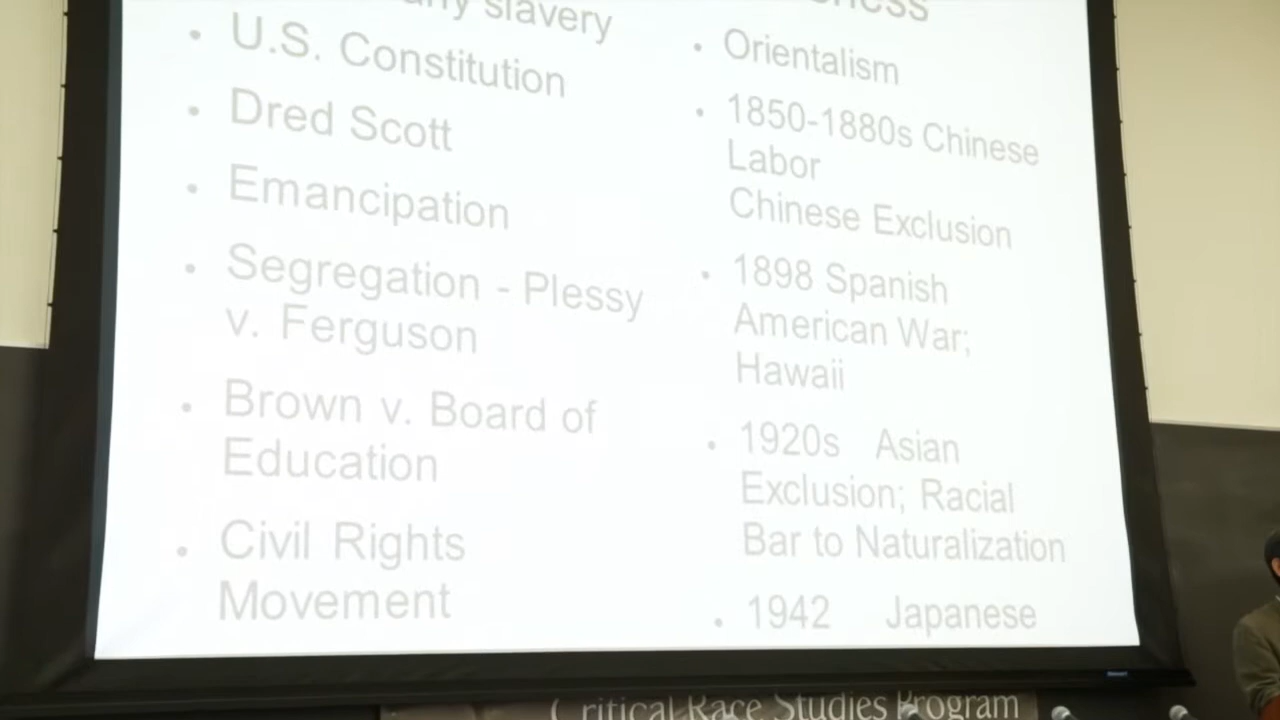 slavery
• U.S. Constitution
• Dred Scott
• Emancipation
• Segregation - Plessy
v. Ferguson
• Brown v. Board of
Education
• Civil Rights
Movement
• Orientalism
• 1850-1880s Chinese
Labor
Chinese Exclusion
• 1898 Spanish
American War;
Hawaii
• 1920s Asian
Exclusion; Racial
Bar to Naturalization
• 1942 Japanese
Critical Race Studies Program